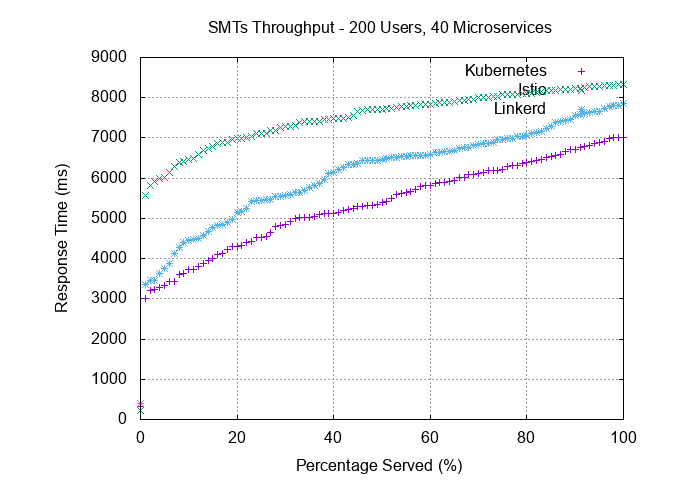 SMTs Throughput - 200 Users, 40 Microservices
9000
8000
7000
6000
5000
4000
3000
2000
1000
0
Response Time (ms)
Kubernetes
Istio
Linkerd
0 20 40 60 80 100
Percentage Served (%)